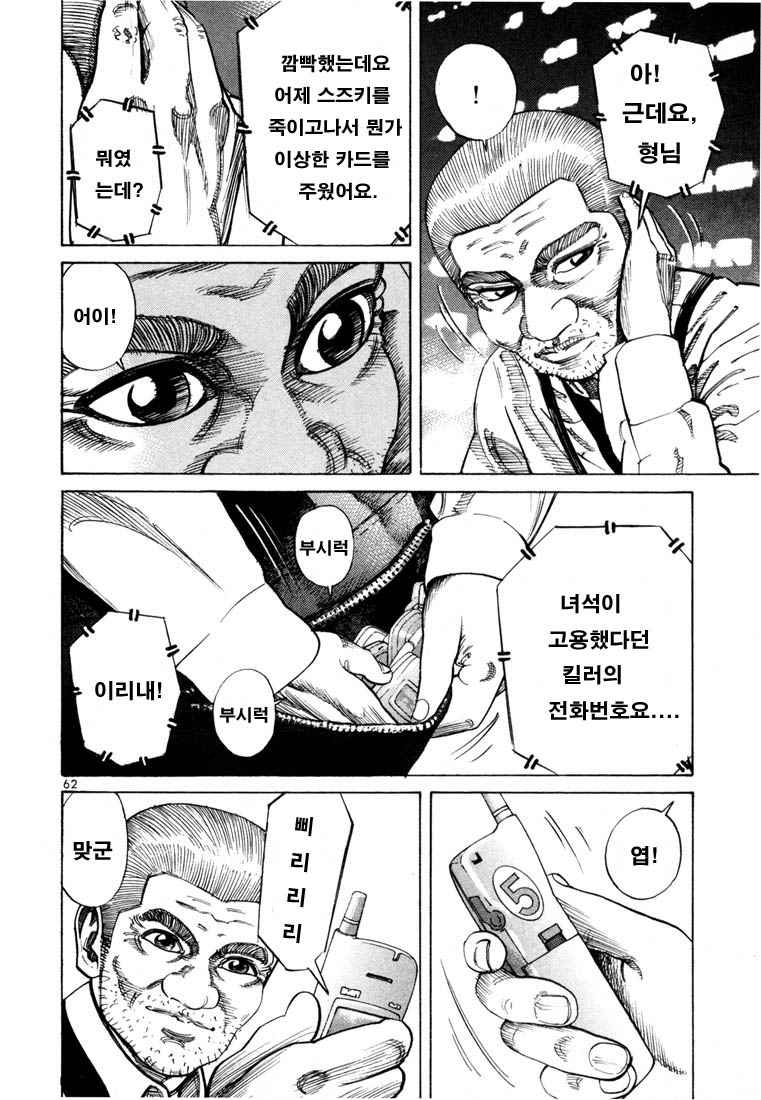 아!
근데요,
형님
!
깜빡했는데요
어제 스즈키를
죽이고나서 뭔가
이상한 카드를
주웠어요.
뭐였
는데?
어이!
녀석이
고용했다던
킬러의
전화번호요....
부시럭
이리내!
부시럭
62
엽!
5
삐
리
리
리
맞군